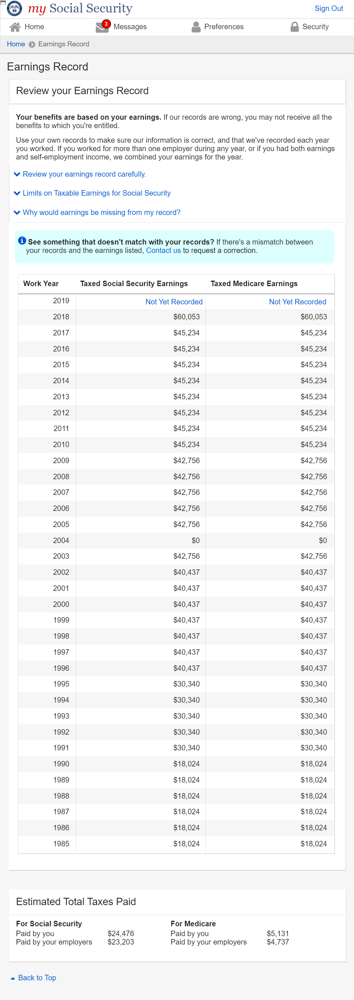 my Social Security
Sign Out
Home
2
Messages
Preferences
Security
Home
Earnings Record
Earnings Record
Review your Earnings Record
Your benefits are based on your earnings. If our records are wrong, you may not receive all the
benefits to which you're entitled.
Use your own records to make sure our information is correct, and that we've recorded each year
you worked. If you worked for more than one employer during any year, or if you had both earnings
and self-employment income, we combined your earnings for the year.
Review your earnings record carefully.
Limits on Taxable Earnings for Social Security
Why would earnings be missing from my record?
See something that doesn't match with your records? If there's a mismatch between
your records and the earnings listed, Contact us to request a correction.
Work Year Taxed Social Security Earnings Taxed Medicare Earnings
2019 Not Yet Recorded Not Yet Recorded
2018 $60,053 $60,053
2017 $45,234 $45,234
2016 $45,234 $45,234
2015 $45,234 $45,234
2014 $45,234 $45,234
2013 $45,234 $45,234
2012 $45,234 $45,234
2011 $45,234 $45,234
2010 $45,234 $45,234
2009 $42,756 $42,756
2008 $42,756 $42,756
2007 $42,756 $42,756
2006 $42,756 $42,756
2005 $42,756 $42,756
2004 $0 $0
2003 $42,756 $42,756
2002 $40,437 $40,437
2001 $40,437 $40,437
2000 $40,437 $40,437
1999 $40,437 $40,437
1998 $40,437 $40,437
1997 $40,437 $40,437
1996 $40,437 $40,437
1995 $30,340 $30,340
1994 $30,340 $30,340
1993 $30,340 $30,340
1992 $30,340 $30,340
1991 $30,340 $30,340
1990 $18,024 $18,024
1989 $18,024 $18,024
1988 $18,024 $18,024
1987 $18,024 $18,024
1986 $18,024 $18,024
1985 $18,024 $18,024
Estimated Total Taxes Paid
For Social Security For Medicare
Paid by you $24,476 Paid by you $5,131
Paid by your employers $23,203 Paid by your employers $4,737
Back to Top